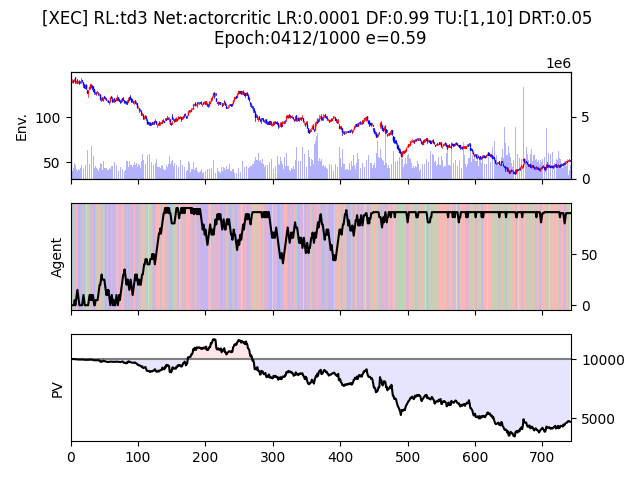 [XEC] RL:td3 Net:actorcritic LR:0.0001 DF:0.99 TU:[1,10] DRT:0.05
Epoch:0412/1000 e=0.59
1e6
Env.
100
50
5
0
Agent
50
0
PV
10000
5000
0 100 200 300 400 500 600 700